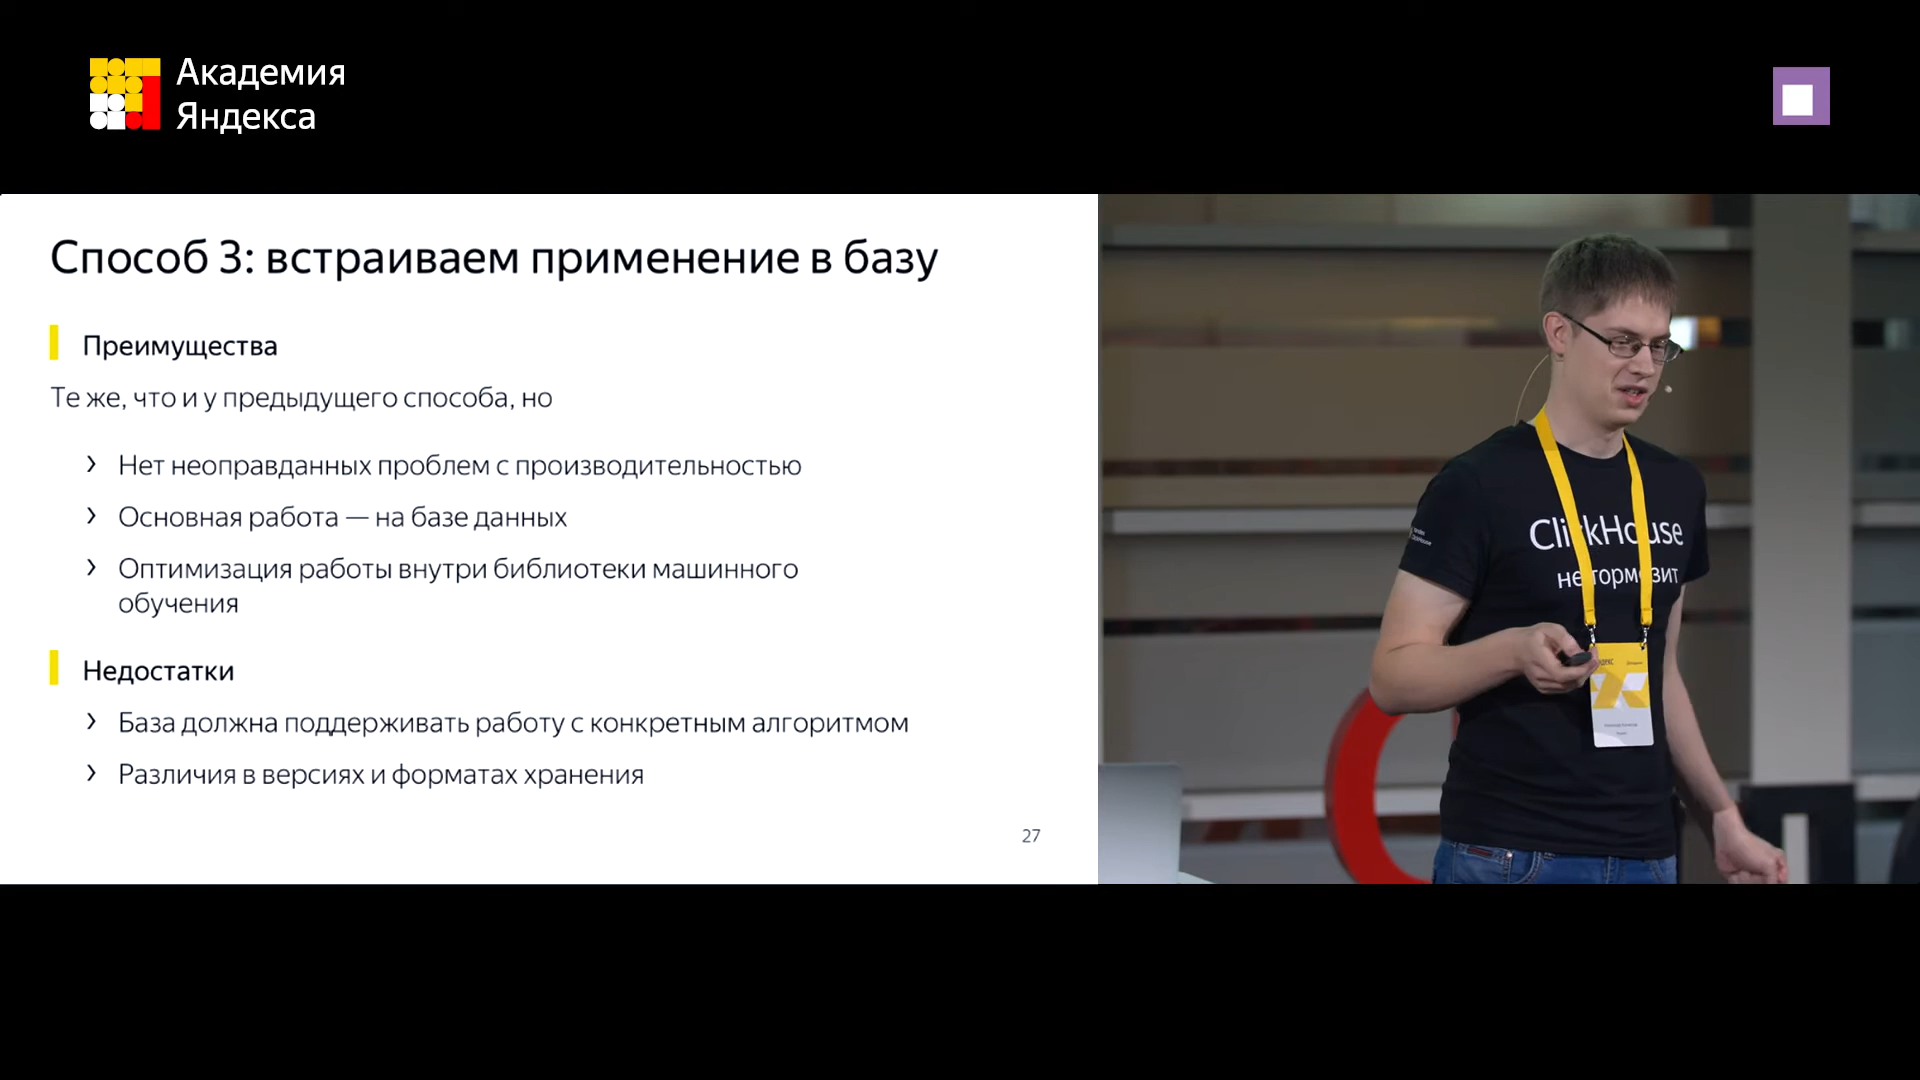 Академия
Яндекса
Способ 3: встраиваем применение в базу
Преимущества
Те же, что и у предыдущего способа, но
› Нет неоправданных проблем с производительностью
› Основная работа — на базе данных
› Оптимизация работы внутри библиотеки машинного
обучения
Недостатки
› База должна поддерживать работу с конкретным алгоритмом
› Различия в версиях и форматах хранения
27
ClickHouse
не тормозит